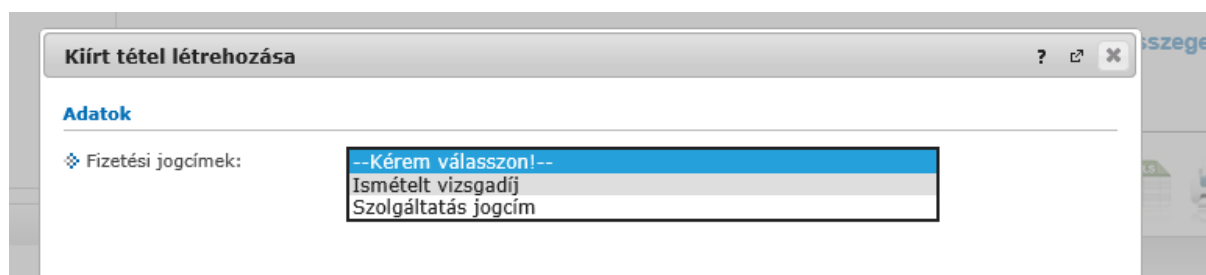 Kiírt tétel létrehozása ?
Adatok
Fizetési jogcímek: --Kérem válasszon!--
Ismételt vizsgadíj
Szolgáltatás jogcím